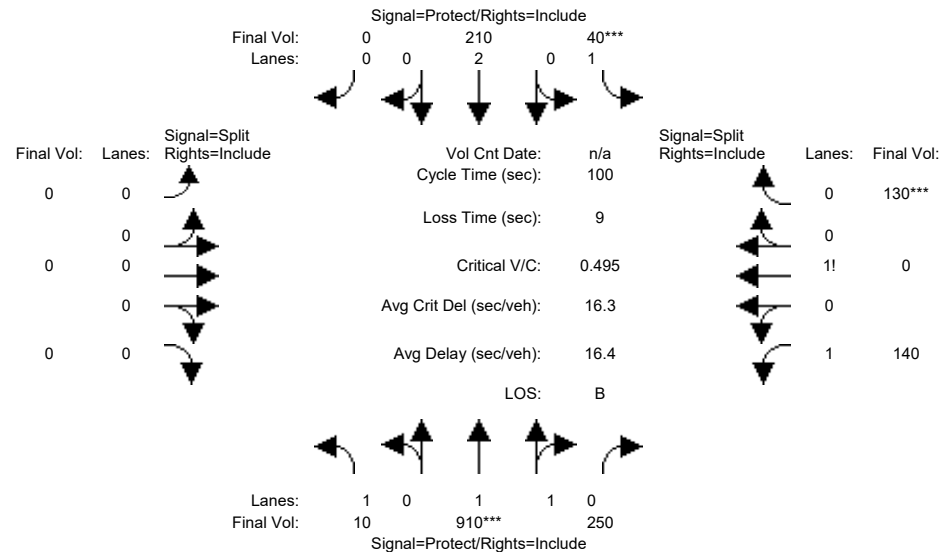 Signal=Protect/Rights=Include
Final Vol: 0 210 40***
Lanes: 0 0 2 0 1
Signal=Split
Final Vol: Lanes: Rights=Include
Vol Cnt Date: n/a
Signal=Split
Rights=Include Lanes: Final Vol:
Cycle Time (sec): 100
0 0
0 130***
Loss Time (sec): 9
0
0
0 0
Critical V/C: 0.495
1! 0
0
Avg Crit Del (sec/veh): 16.3
0
0 0
Avg Delay (sec/veh): 16.4
1 140
LOS: B
Lanes: 1 0 1 1 0
Final Vol: 10 910*** 250
Signal=Protect/Rights=Include